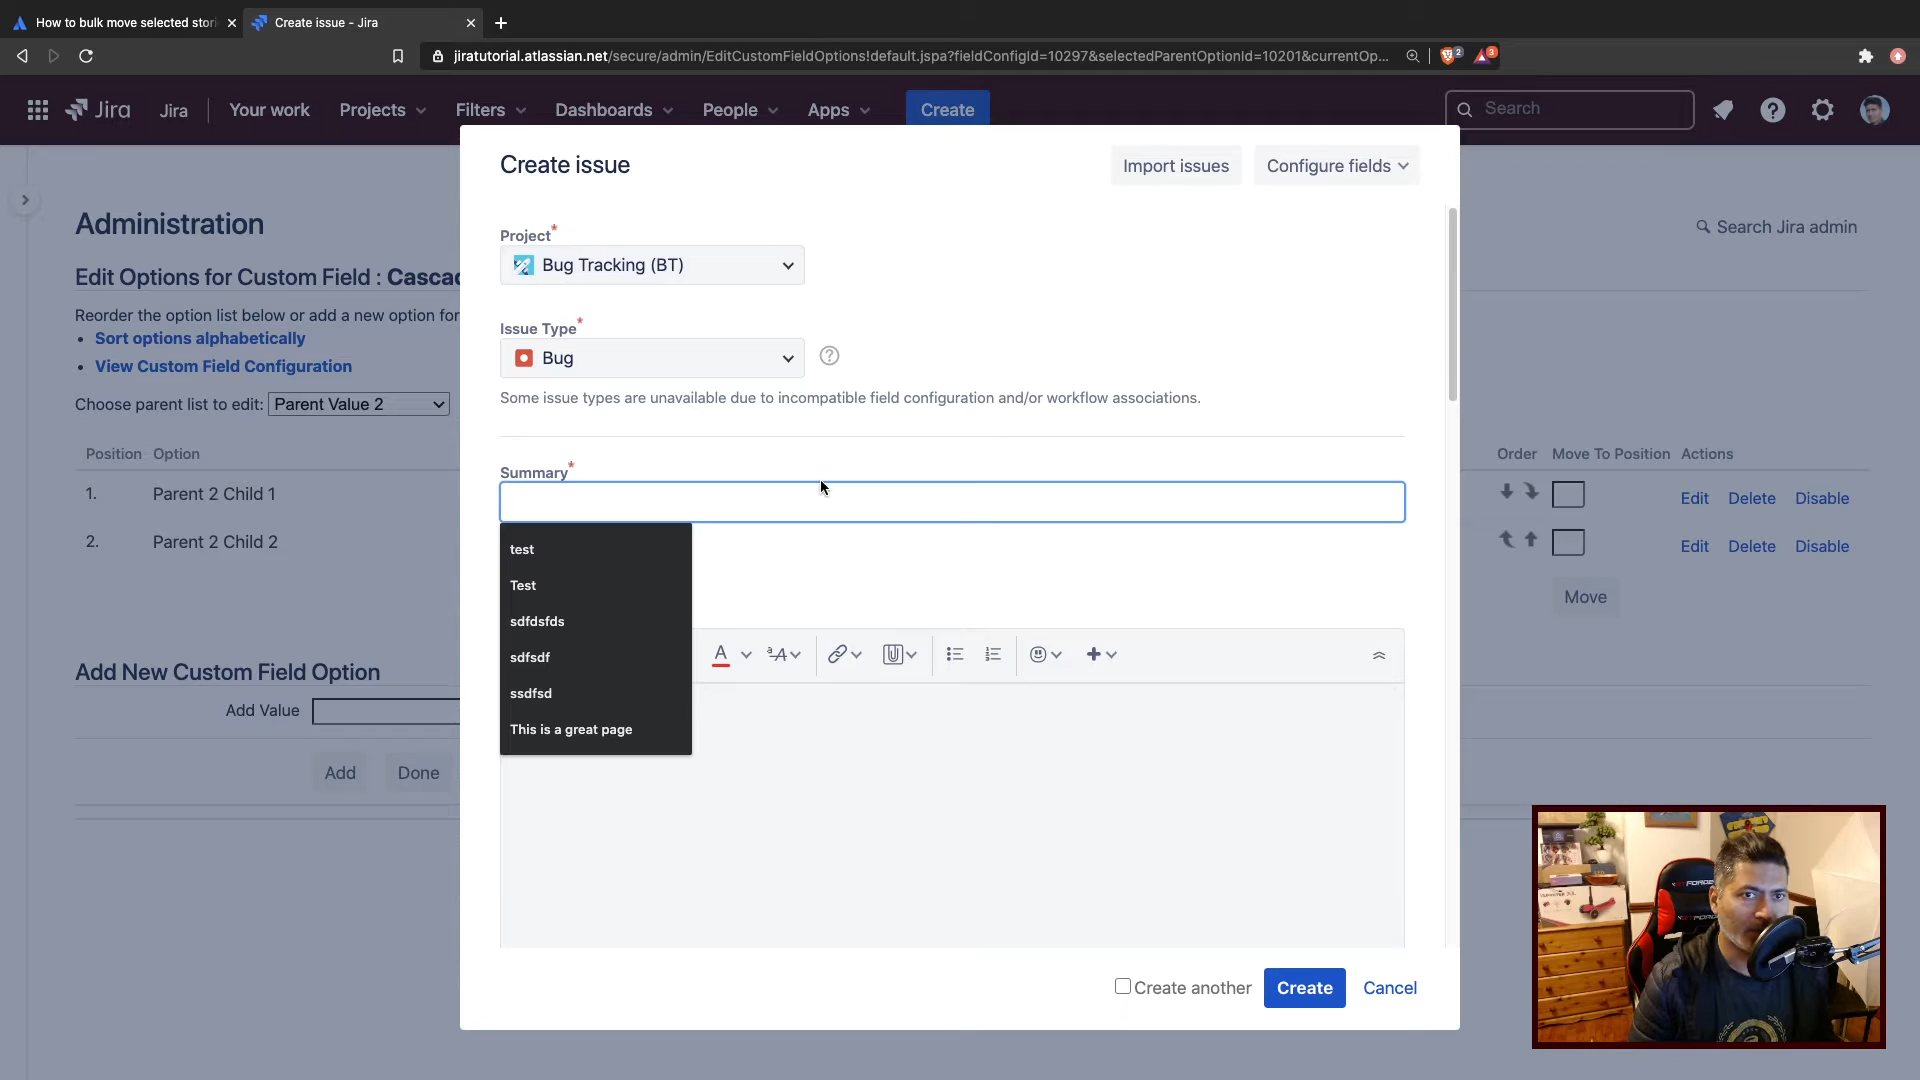 How to bulk move selected stori
Create issue - Jira
jiratutorial.atlassian.net/secure/admin/EditCustomFieldOptions!default.jspa?fieldConfigId=10297&selectedParentOptionId=10201&currentOp...
2
3
Jira
Jira
Your work
Projects
Filters
Dashboards
People
Apps
Create
Search
Create issue
Import issues
Configure fields
Administration
Search Jira admin
Project*
Bug Tracking (BT)
Edit Options for Custom Field : Cascad
Reorder the option list below or add a new option for
• Sort options alphabetically
• View Custom Field Configuration
Issue Type*
Bug
Some issue types are unavailable due to incompatible field configuration and/or workflow associations.
Choose parent list to edit: Parent Value 2
Position Option
Order Move To Position Actions
Summary*
1. Parent 2 Child 1
Edit Delete Disable
2. Parent 2 Child 2
Edit Delete Disable
Move
test
Test
sdfdsfds
sdfsdf
ssdfsd
This is a great page
Add New Custom Field Option
Add Value
Add
Done
Create another
Create
Cancel